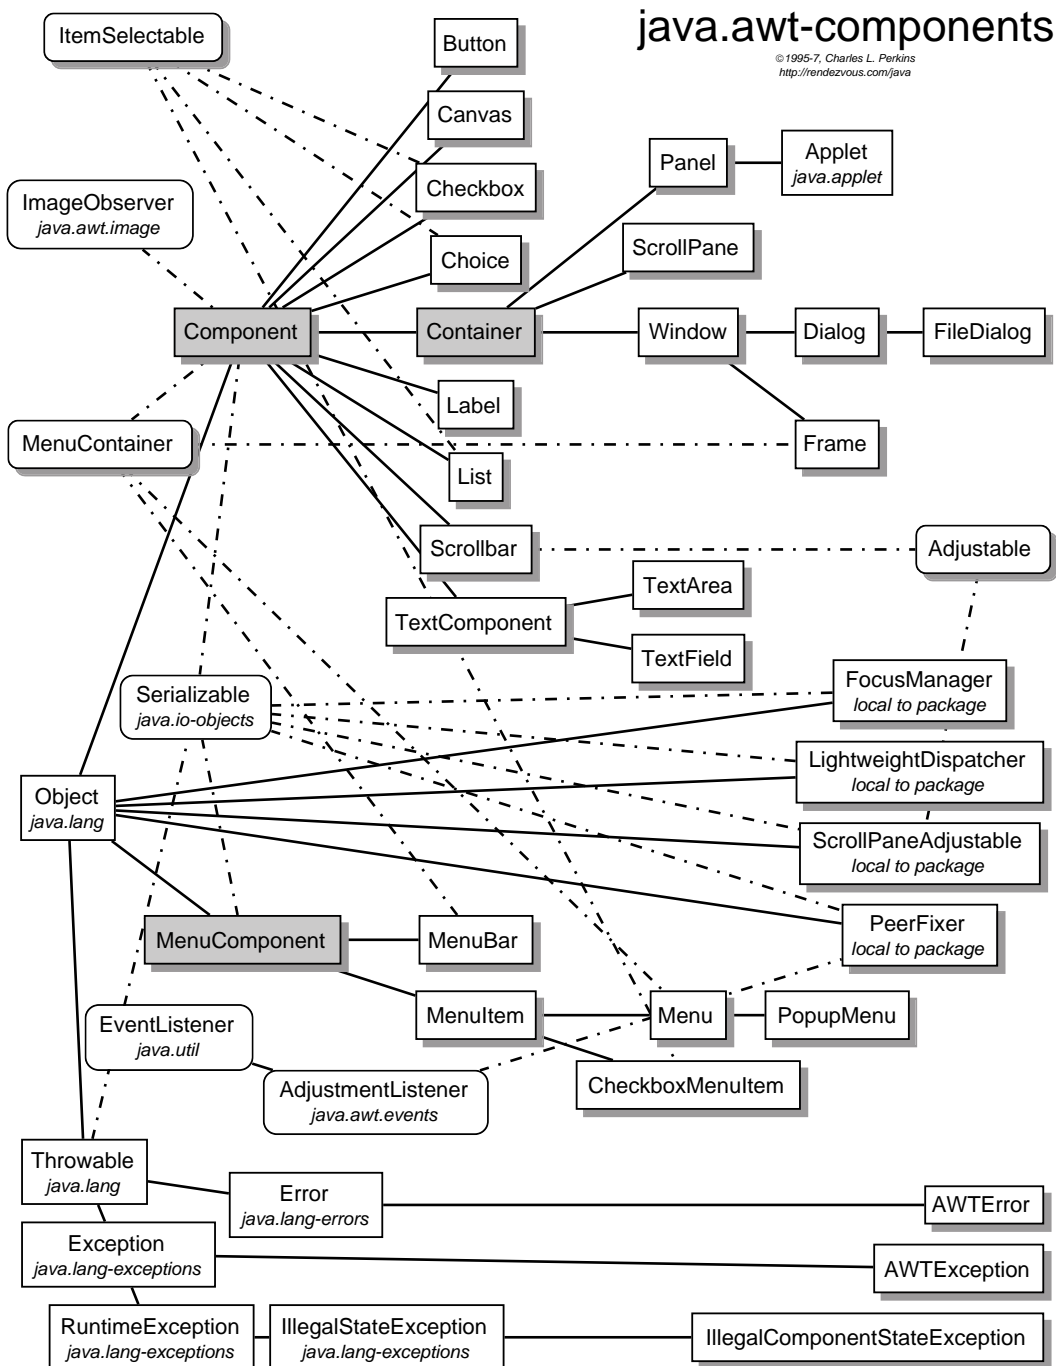 java.awt-components
©1995-7, Charles L. Perkins
http://rendezvous.com/java
ItemSelectable
Button
Canvas
Checkbox
Choice
Panel
Applet
java.applet
ImageObserver
java.awt.image
ScrollPane
Component
Container
Window
Dialog
FileDialog
Label
MenuContainer
Frame
List
Scrollbar
Adjustable
TextArea
TextComponent
TextField
Serializable
java.io-objects
FocusManager
local to package
LightweightDispatcher
local to package
Object
java.lang
ScrollPaneAdjustable
local to package
MenuComponent
MenuBar
PeerFixer
local to package
MenuItem
Menu
PopupMenu
EventListener
java.util
CheckboxMenuItem
AdjustmentListener
java.awt.events
Throwable
java.lang
Error
java.lang-errors
AWTError
Exception
java.lang-exceptions
AWTException
RuntimeException
java.lang-exceptions
IllegalStateException
java.lang-exceptions
IllegalComponentStateException